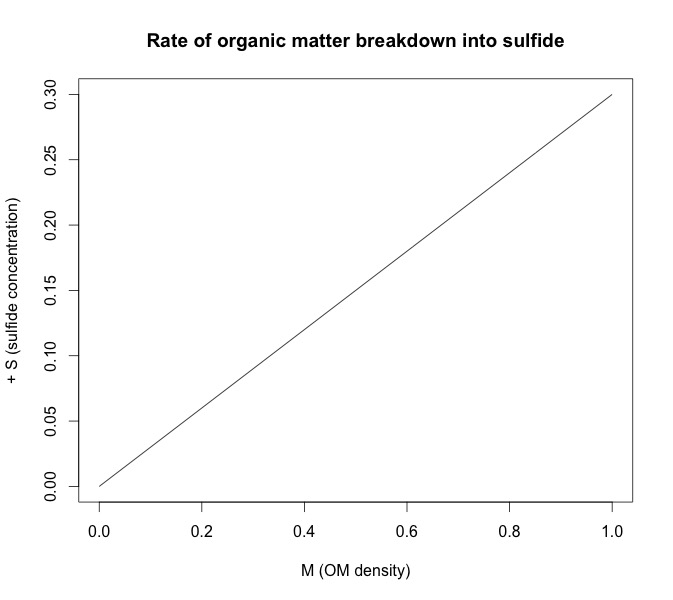 Rate of organic matter breakdown into sulfide
+ S (sulfide concentration)
0.30
0.25
0.20
0.15
0.10
0.05
0.00
0.0 0.2 0.4 0.6 0.8 1.0
M (OM density)